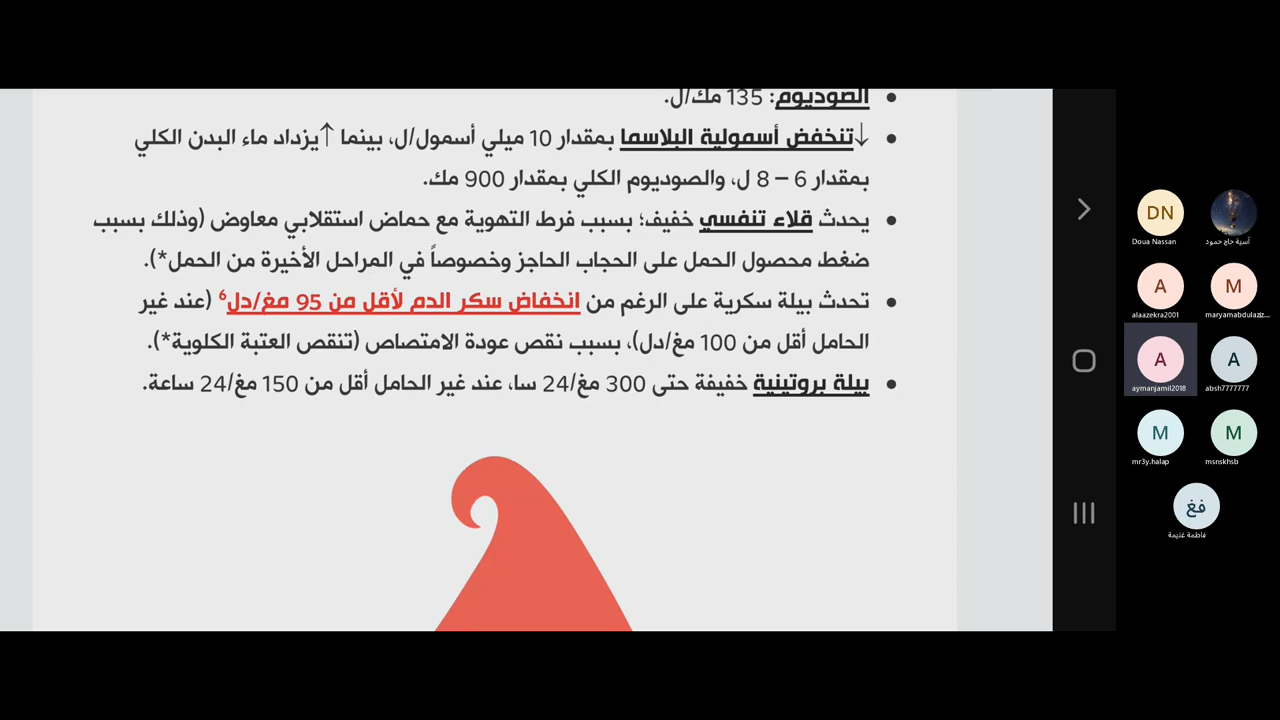 الصوديوم: 135 مك/ل.
↓تنخفض أسمولية البلاسما بمقدار 10 ميلي أسمول/ل، بينما ↑يزداد ماء البدن الكلي
بمقدار 6 – 8 ل، والصوديوم الكلي بمقدار 900 مك.
يحدث قلاء تنفسي خفيف؛ بسبب فرط التهوية مع حماض استقلابي معاوض (وذلك بسبب
ضغط محصول الحمل على الحجاب الحاجز وخصوصاً في المراحل الأخيرة من الحمل*).
تحدث بيلة سكرية على الرغم من انخفاض سكر الدم لأقل من 95 مغ/دل⁶ (عند غير
الحامل أقل من 100 مغ/دل)، بسبب نقص عودة الامتصاص (تنقص العتبة الكلوية*).
بيلة بروتينية خفيفة حتى 300 مغ/24 سا، عند غير الحامل أقل من 150 مغ/24 ساعة.
DN
Doua Nassan
آسية حاج حمود
A
alaazekra2001
M
maryamabdulaziz...
A
aymanjamil2018
A
absh7777777
M
mr3y.halap
M
msnskhsb
فغ
فاطمة غنيمة